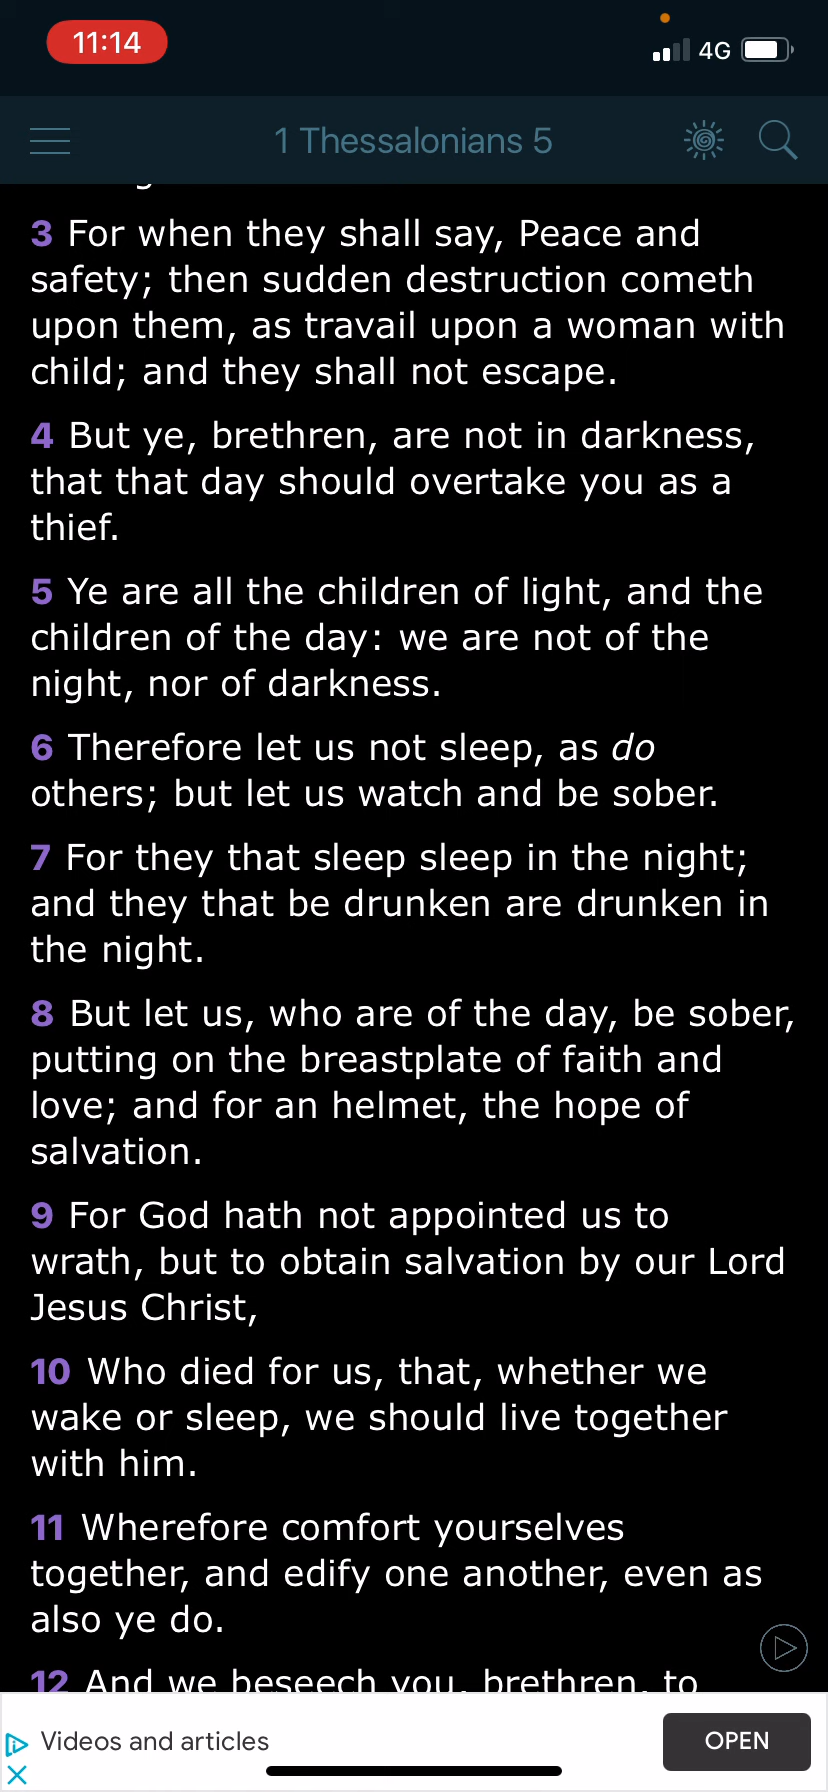 11:14
4G
1 Thessalonians 5
3 For when they shall say, Peace and
safety; then sudden destruction cometh
upon them, as travail upon a woman with
child; and they shall not escape.
4 But ye, brethren, are not in darkness,
that that day should overtake you as a
thief.
5 Ye are all the children of light, and the
children of the day: we are not of the
night, nor of darkness.
6 Therefore let us not sleep, as do
others; but let us watch and be sober.
7 For they that sleep sleep in the night;
and they that be drunken are drunken in
the night.
8 But let us, who are of the day, be sober,
putting on the breastplate of faith and
love; and for an helmet, the hope of
salvation.
9 For God hath not appointed us to
wrath, but to obtain salvation by our Lord
Jesus Christ,
10 Who died for us, that, whether we
wake or sleep, we should live together
with him.
11 Wherefore comfort yourselves
together, and edify one another, even as
also ye do.
12 And we beseech you, brethren, to
Videos and articles
OPEN